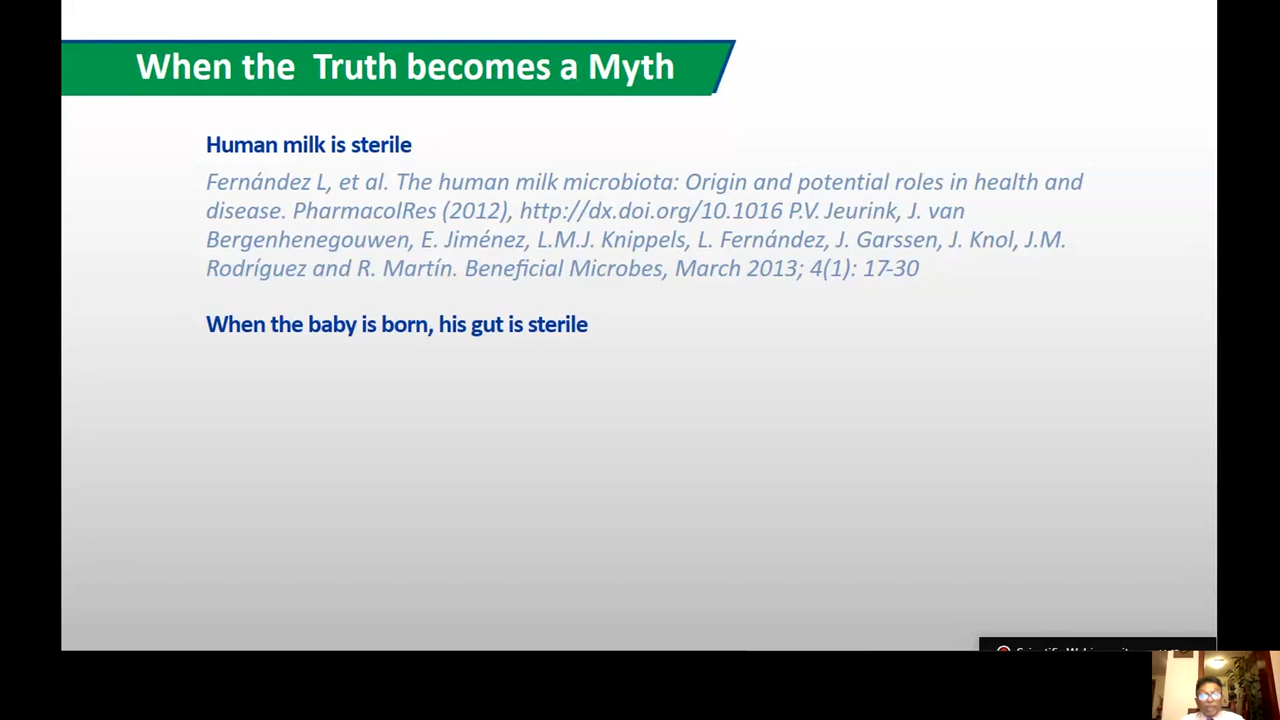 When the Truth becomes a Myth
Human milk is sterile
Fernández L, et al. The human milk microbiota: Origin and potential roles in health and
disease. PharmacolRes (2012), http://dx.doi.org/10.1016 P.V. Jeurink, J. van
Bergenhenegouwen, E. Jiménez, L.M.J. Knippels, L. Fernández, J. Garssen, J. Knol, J.M.
Rodríguez and R. Martín. Beneficial Microbes, March 2013; 4(1): 17-30
When the baby is born, his gut is sterile